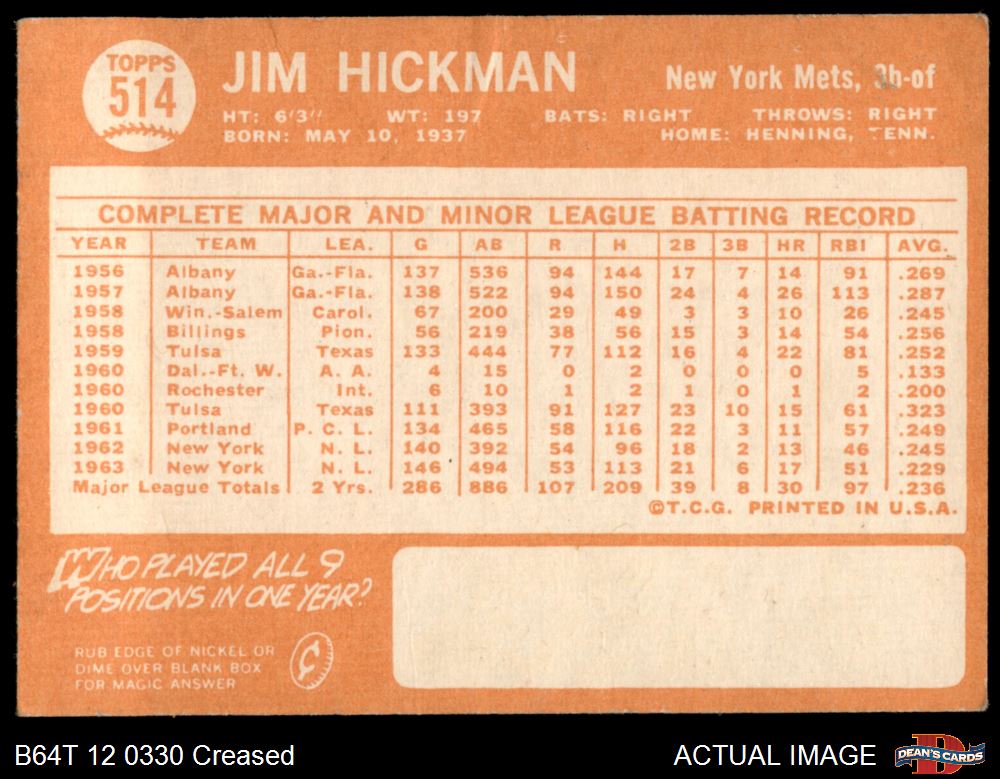 TOPPS
514
JIM HICKMAN
New York Mets, 3b-of
HT: 6'3" WT: 197 BATS: RIGHT THROWS: RIGHT
BORN: MAY 10, 1937 HOME: HENNING, TENN.
COMPLETE MAJOR AND MINOR LEAGUE BATTING RECORD
YEAR TEAM LEA. G AB R H 2B 3B HR RBI AVG.
1956 Albany Ga.-Fla. 137 536 94 144 17 7 14 91 .269
1957 Albany Ga.-Fla. 138 522 94 150 24 4 26 113 .287
1958 Win.-Salem Carol. 67 200 29 49 3 3 10 26 .245
1958 Billings Pion. 56 219 38 56 15 3 14 54 .256
1959 Tulsa Texas 133 444 77 112 16 4 22 81 .252
1960 Dal.-Ft. W. A. A. 4 15 0 2 0 0 0 5 .133
1960 Rochester Int. 6 10 1 2 1 0 1 2 .200
1960 Tulsa Texas 111 393 91 127 23 10 15 61 .323
1961 Portland P. C. L. 134 465 58 116 22 3 11 57 .249
1962 New York N. L. 140 392 54 96 18 2 13 46 .245
1963 New York N. L. 146 494 53 113 21 6 17 51 .229
Major League Totals 2 Yrs. 286 886 107 209 39 8 30 97 .236
©T.C.G. PRINTED IN U.S.A.
WHO PLAYED ALL 9
POSITIONS IN ONE YEAR?
RUB EDGE OF NICKEL OR
DIME OVER BLANK BOX
FOR MAGIC ANSWER
¢
B64T 12 0330 Creased
ACTUAL IMAGE
DEAN'S CARDS